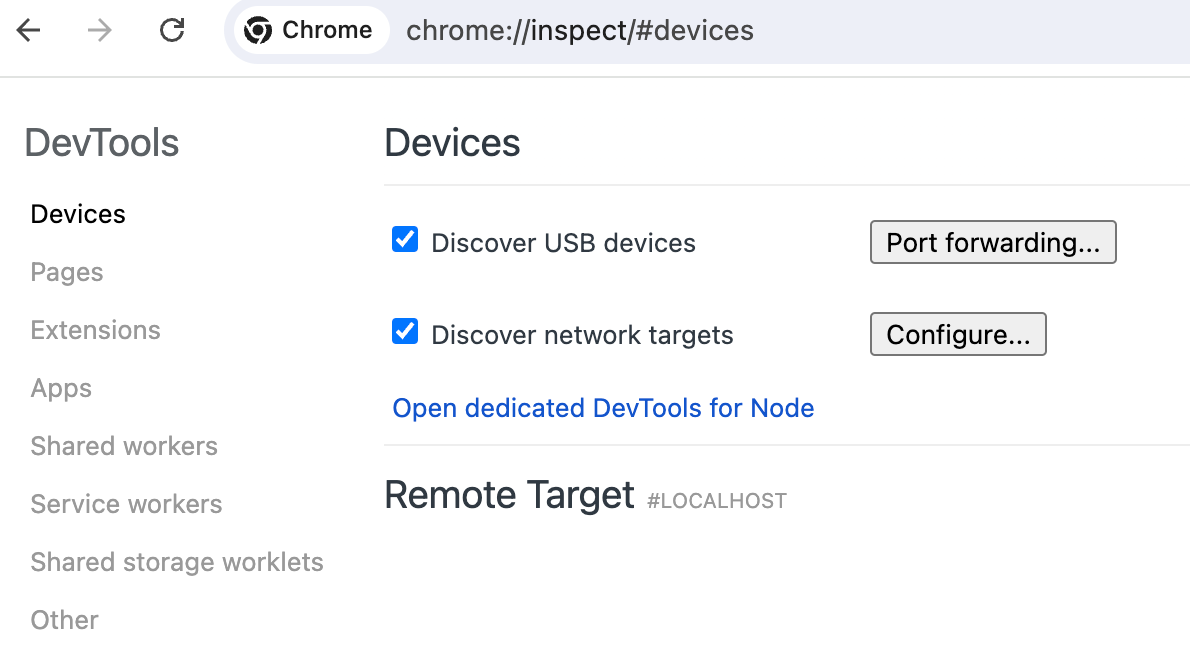 Chrome chrome://inspect/#devices
DevTools
Devices
Pages
Extensions
Apps
Shared workers
Service workers
Shared storage worklets
Other
Devices
Discover USB devices Port forwarding...
Discover network targets Configure...
Open dedicated DevTools for Node
Remote Target #LOCALHOST